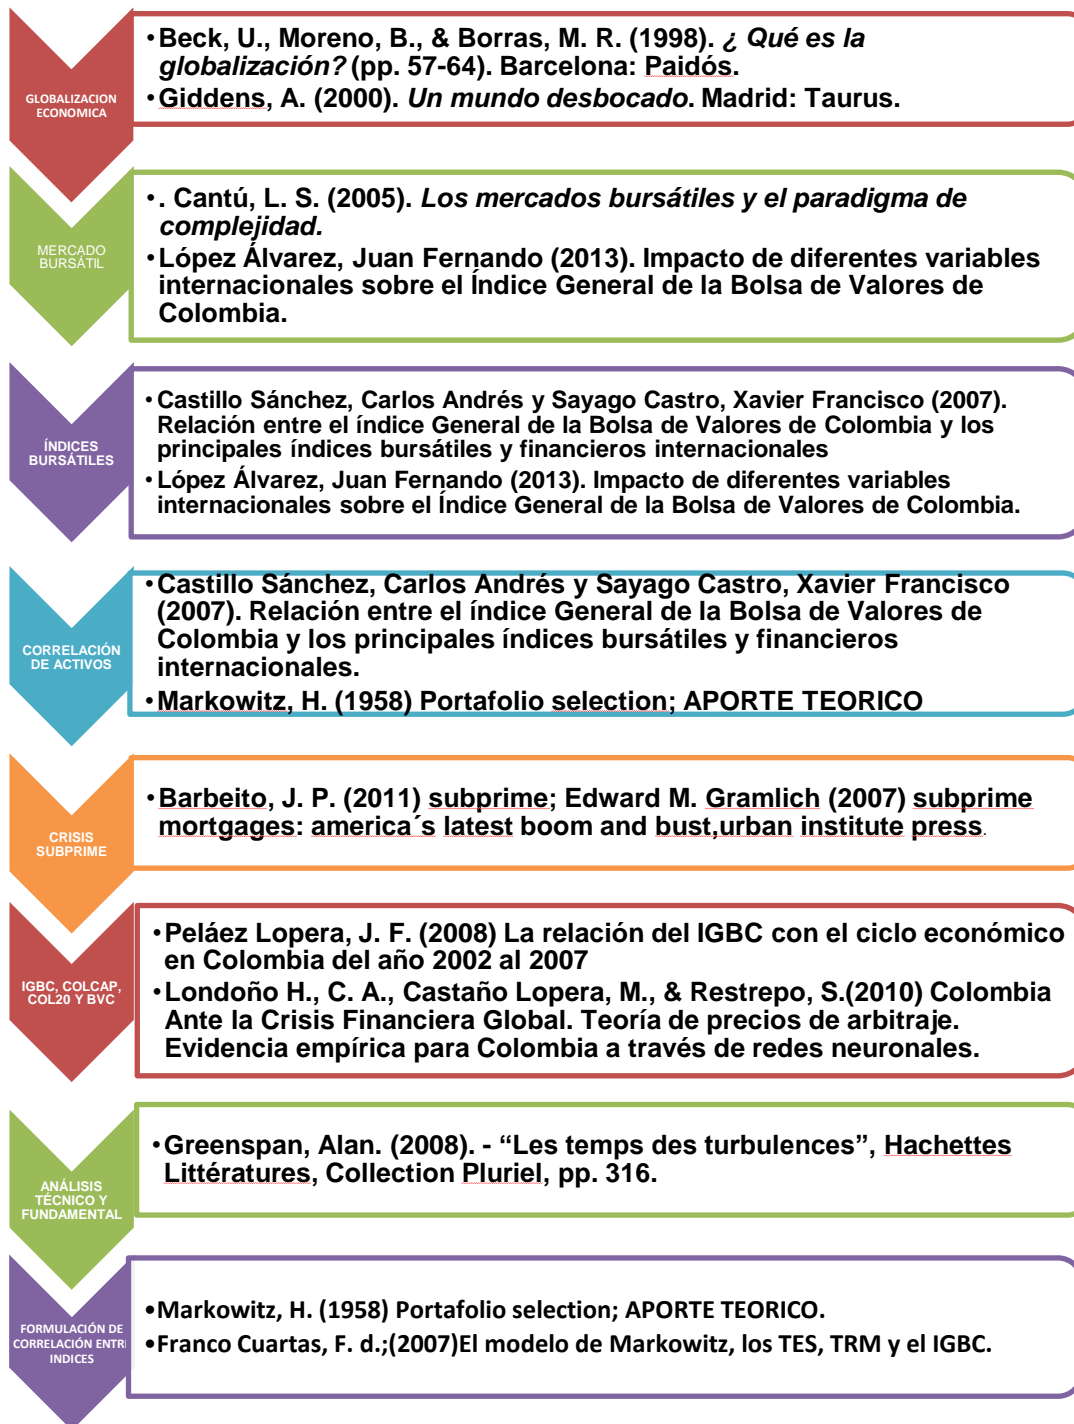 GLOBALIZACION
ECONOMICA
•Beck, U., Moreno, B., & Borras, M. R. (1998). ¿ Qué es la
globalización? (pp. 57-64). Barcelona: Paidós.
•Giddens, A. (2000). Un mundo desbocado. Madrid: Taurus.
MERCADO
BURSÁTIL
•. Cantú, L. S. (2005). Los mercados bursátiles y el paradigma de
complejidad.
•López Álvarez, Juan Fernando (2013). Impacto de diferentes variables
internacionales sobre el Índice General de la Bolsa de Valores de
Colombia.
ÍNDICES
BURSÁTILES
•Castillo Sánchez, Carlos Andrés y Sayago Castro, Xavier Francisco (2007).
Relación entre el índice General de la Bolsa de Valores de Colombia y los
principales índices bursátiles y financieros internacionales
•López Álvarez, Juan Fernando (2013). Impacto de diferentes variables
internacionales sobre el Índice General de la Bolsa de Valores de Colombia.
CORRELACIÓN
DE ACTIVOS
•Castillo Sánchez, Carlos Andrés y Sayago Castro, Xavier Francisco
(2007). Relación entre el índice General de la Bolsa de Valores de
Colombia y los principales índices bursátiles y financieros
internacionales.
•Markowitz, H. (1958) Portafolio selection; APORTE TEORICO
CRISIS
SUBPRIME
•Barbeito, J. P. (2011) subprime; Edward M. Gramlich (2007) subprime
mortgages: america´s latest boom and bust,urban institute press.
IGBC, COLCAP,
COL20 Y BVC
•Peláez Lopera, J. F. (2008) La relación del IGBC con el ciclo económico
en Colombia del año 2002 al 2007
•Londoño H., C. A., Castaño Lopera, M., & Restrepo, S.(2010) Colombia
Ante la Crisis Financiera Global. Teoría de precios de arbitraje.
Evidencia empírica para Colombia a través de redes neuronales.
ANÁLISIS
TÉCNICO Y
FUNDAMENTAL
•Greenspan, Alan. (2008). - “Les temps des turbulences”, Hachettes
Littératures, Collection Pluriel, pp. 316.
FORMULACIÓN DE
CORRELACIÓN ENTRE
INDICES
•Markowitz, H. (1958) Portafolio selection; APORTE TEORICO.
•Franco Cuartas, F. d.;(2007)El modelo de Markowitz, los TES, TRM y el IGBC.